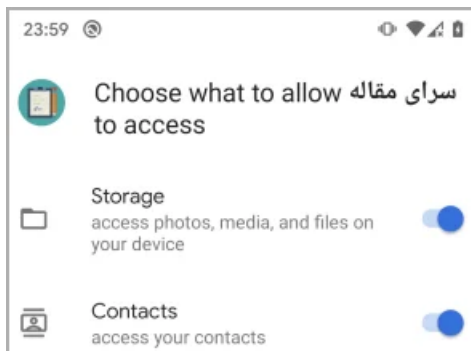 23:59
Choose what to allow سرای مقاله
to access
Storage
access photos, media, and files on
your device
Contacts
access your contacts